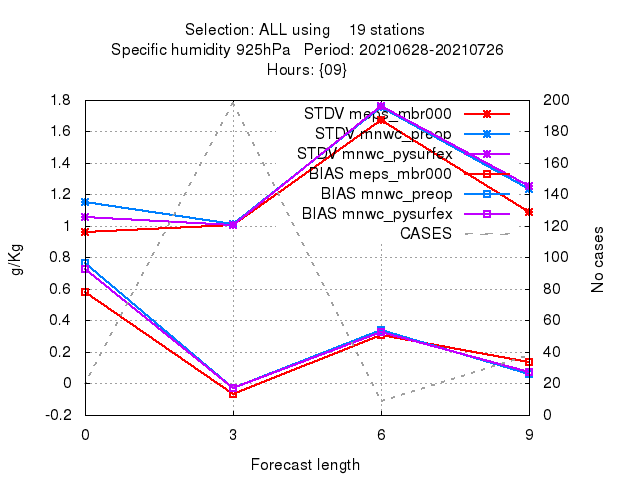 Selection: ALL using    19 stations
Specific humidity 925hPa   Period: 20210628-20210726
Hours: {09}
1.8
1.6
1.4
1.2
1
0.8
0.6
0.4
0.2
0
-0.2
g/Kg
STDV meps_mbr000
STDV mnwc_preop
STDV mnwc_pysurfex
BIAS meps_mbr000
BIAS mnwc_preop
BIAS mnwc_pysurfex
CASES
200
180
160
140
120
100
80
60
40
20
0
No cases
0 3 6 9
Forecast length